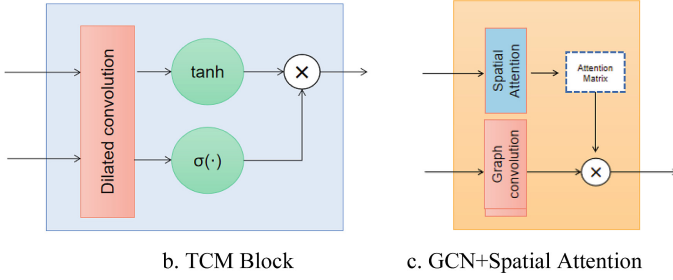 Dilated convolution
tanh
×
σ(·)
b. TCM Block
Spatial
Attention
Attention
Matrix
Graph
convolution
×
c. GCN+Spatial Attention